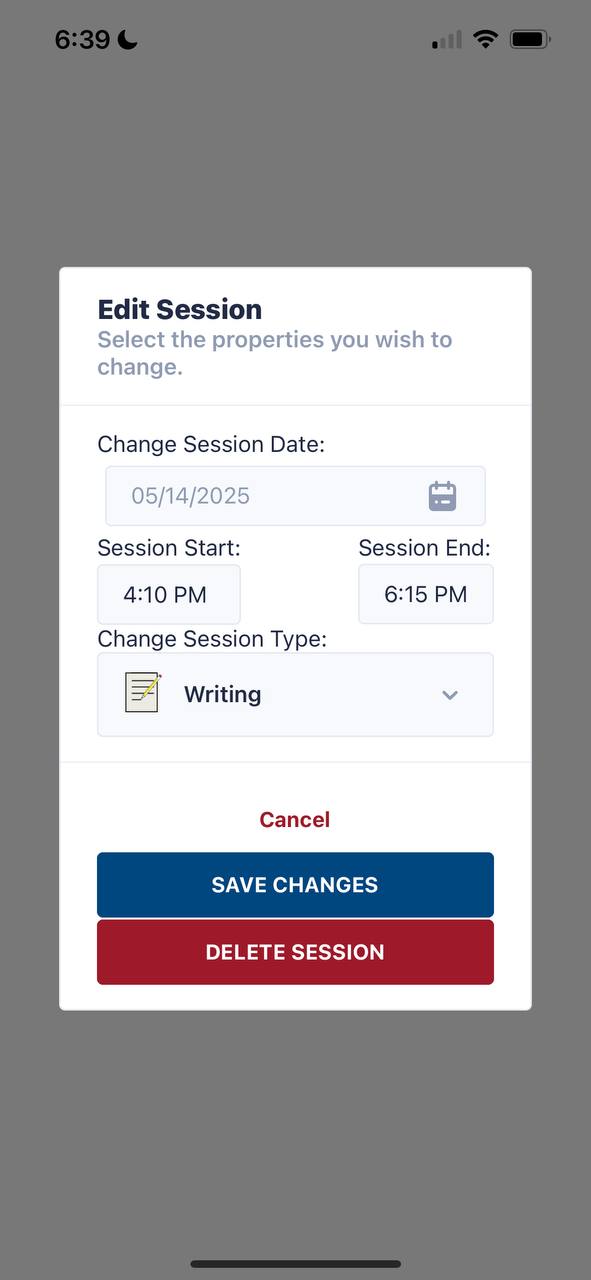 6:39
Edit Session
Select the properties you wish to
change.
Change Session Date:
05/14/2025
Session Start: Session End:
4:10 PM 6:15 PM
Change Session Type:
Writing
Cancel
SAVE CHANGES
DELETE SESSION